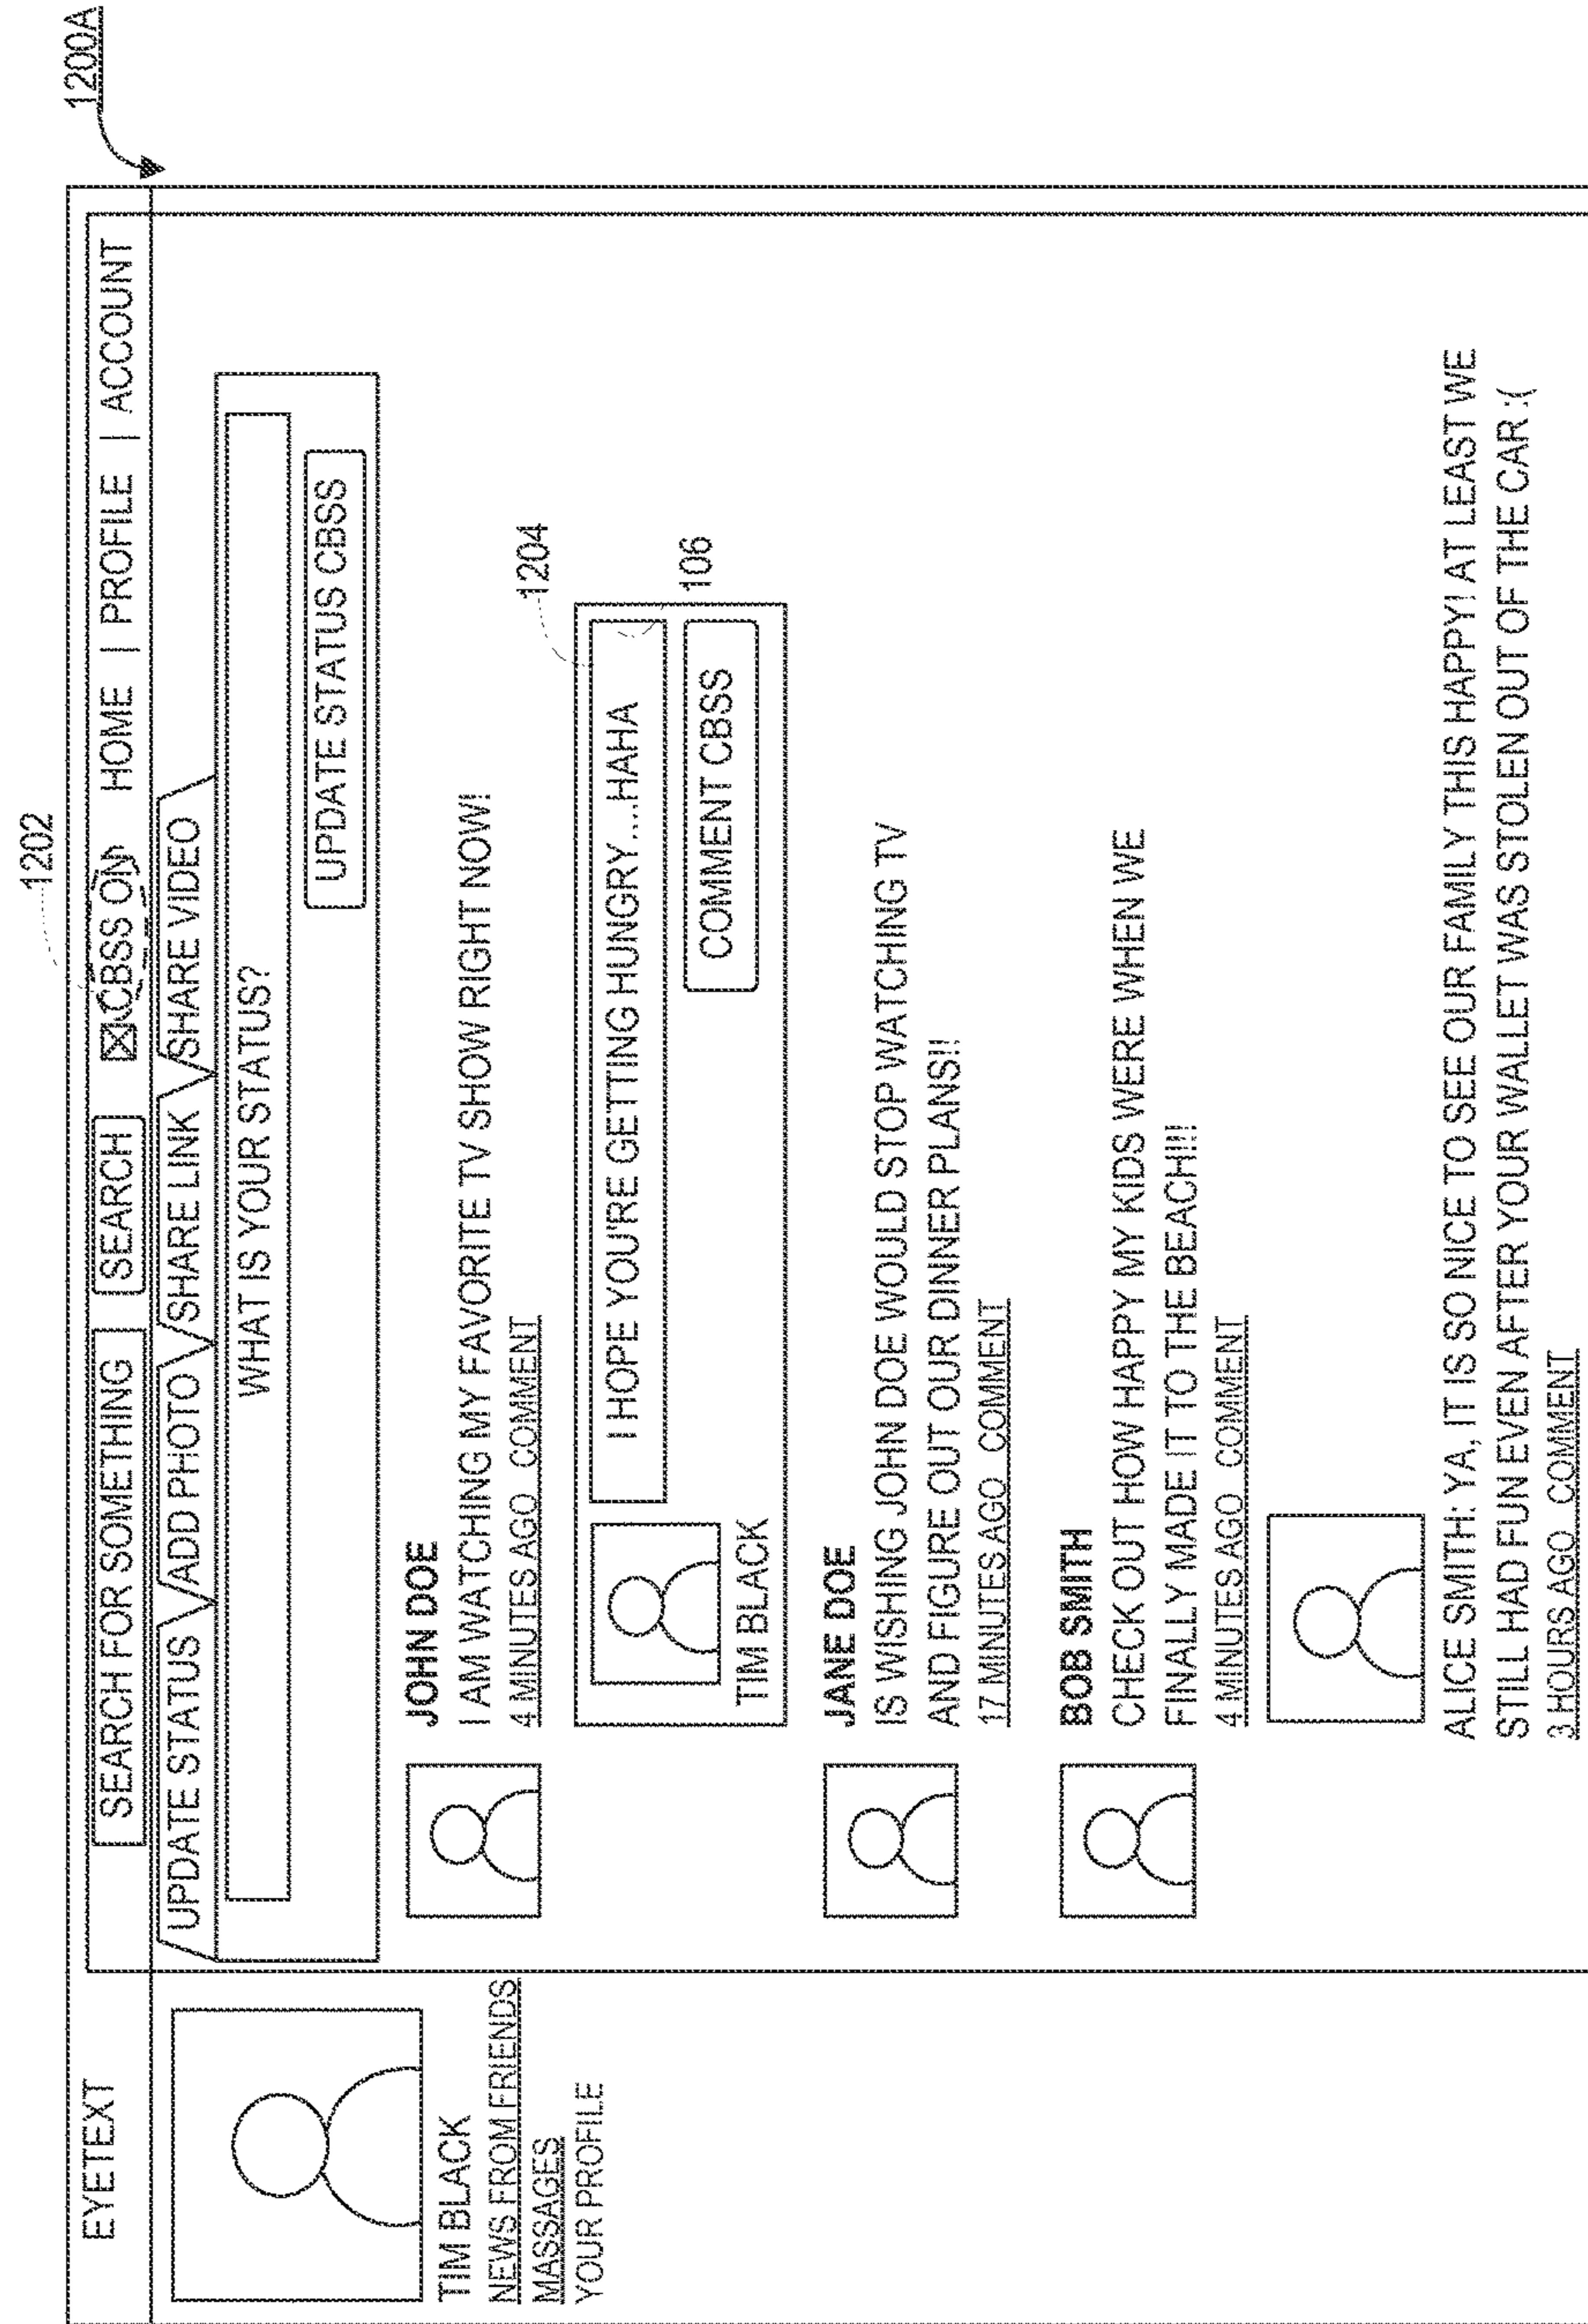 1200A
1202
EYETEXT
SEARCH FOR SOMETHING
SEARCH
CBSS ON
HOME | PROFILE | ACCOUNT
UPDATE STATUS
ADD PHOTO
SHARE LINK
SHARE VIDEO
WHAT IS YOUR STATUS?
UPDATE STATUS CBSS
TIM BLACK
NEWS FROM FRIENDS
MASSAGES
YOUR PROFILE
JOHN DOE
I AM WATCHING MY FAVORITE TV SHOW RIGHT NOW!
4 MINUTES AGO COMMENT
1204
I HOPE YOU'RE GETTING HUNGRY....HAHA
106
COMMENT CBSS
TIM BLACK
JANE DOE
IS WISHING JOHN DOE WOULD STOP WATCHING TV
AND FIGURE OUT OUR DINNER PLANS!!
17 MINUTES AGO COMMENT
BOB SMITH
CHECK OUT HOW HAPPY MY KIDS WERE WHEN WE
FINALLY MADE IT TO THE BEACH!!!
4 MINUTES AGO COMMENT
ALICE SMITH: YA, IT IS SO NICE TO SEE OUR FAMILY THIS HAPPY! AT LEAST WE
STILL HAD FUN EVEN AFTER YOUR WALLET WAS STOLEN OUT OF THE CAR :(
3 HOURS AGO COMMENT